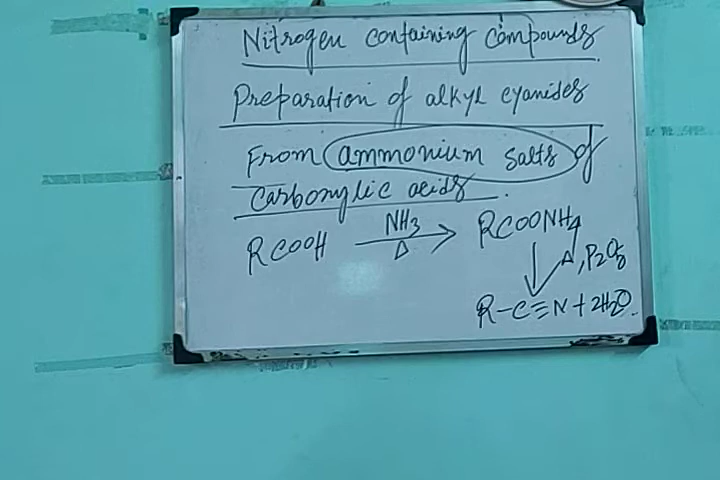 Nitrogen containing compounds
Preparation of alkyl cyanides
From ammonium salts of
carboxylic acids.
RCOOH NH3 Δ → RCOONH4
↓ Δ, P2O5
R-C≡N + 2H2O.